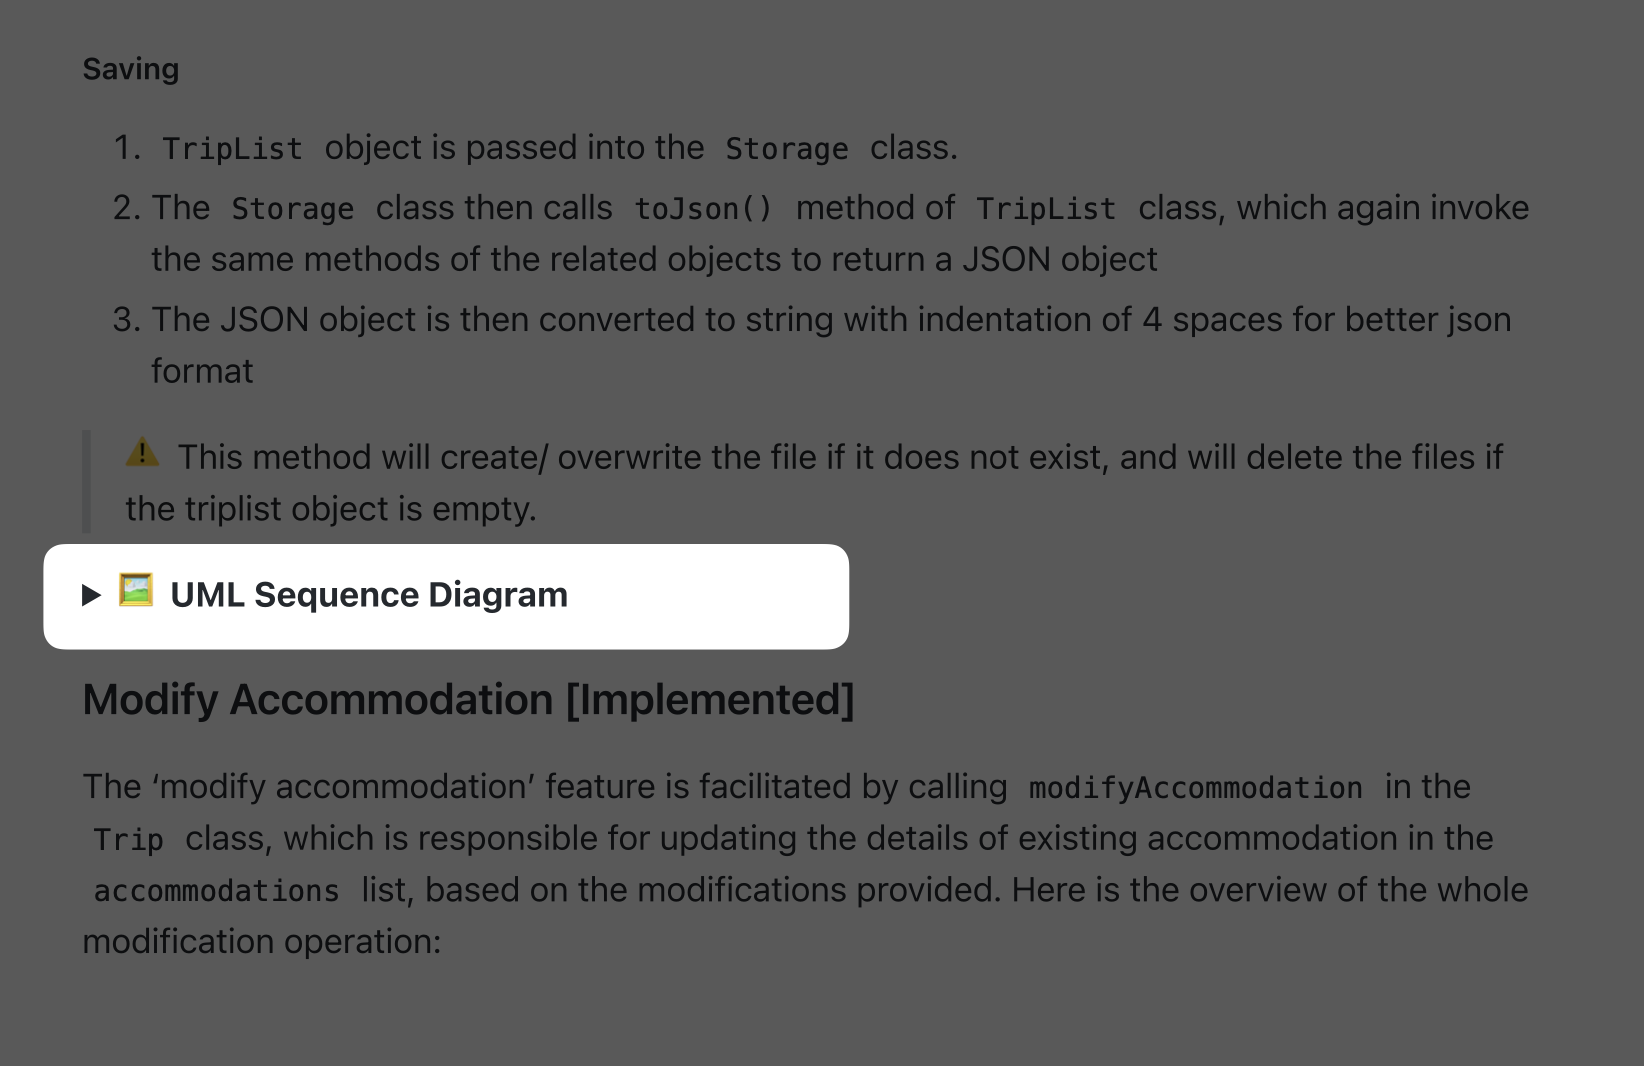 Saving
1. TripList object is passed into the Storage class.
2. The Storage class then calls toJson() method of TripList class, which again invoke
the same methods of the related objects to return a JSON object
3. The JSON object is then converted to string with indentation of 4 spaces for better json
format
⚠️ This method will create/ overwrite the file if it does not exist, and will delete the files if
the triplist object is empty.
▶ 🖼️ UML Sequence Diagram
Modify Accommodation [Implemented]
The ‘modify accommodation’ feature is facilitated by calling modifyAccommodation in the
Trip class, which is responsible for updating the details of existing accommodation in the
accommodations list, based on the modifications provided. Here is the overview of the whole
modification operation: